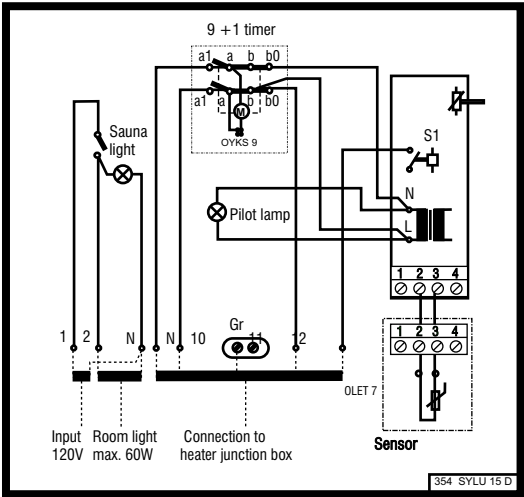 9 +1 timer
a1 a b b0
a1 a b b0
M
OYKS 9
Sauna
light
S1
Pilot lamp
N
L
1 2 3 4
1 2 3 4
1 2 N N 10 Gr 11 12
OLET 7
Input
120V
Room light
max. 60W
Connection to
heater junction box
Sensor
354 SYLU 15 D